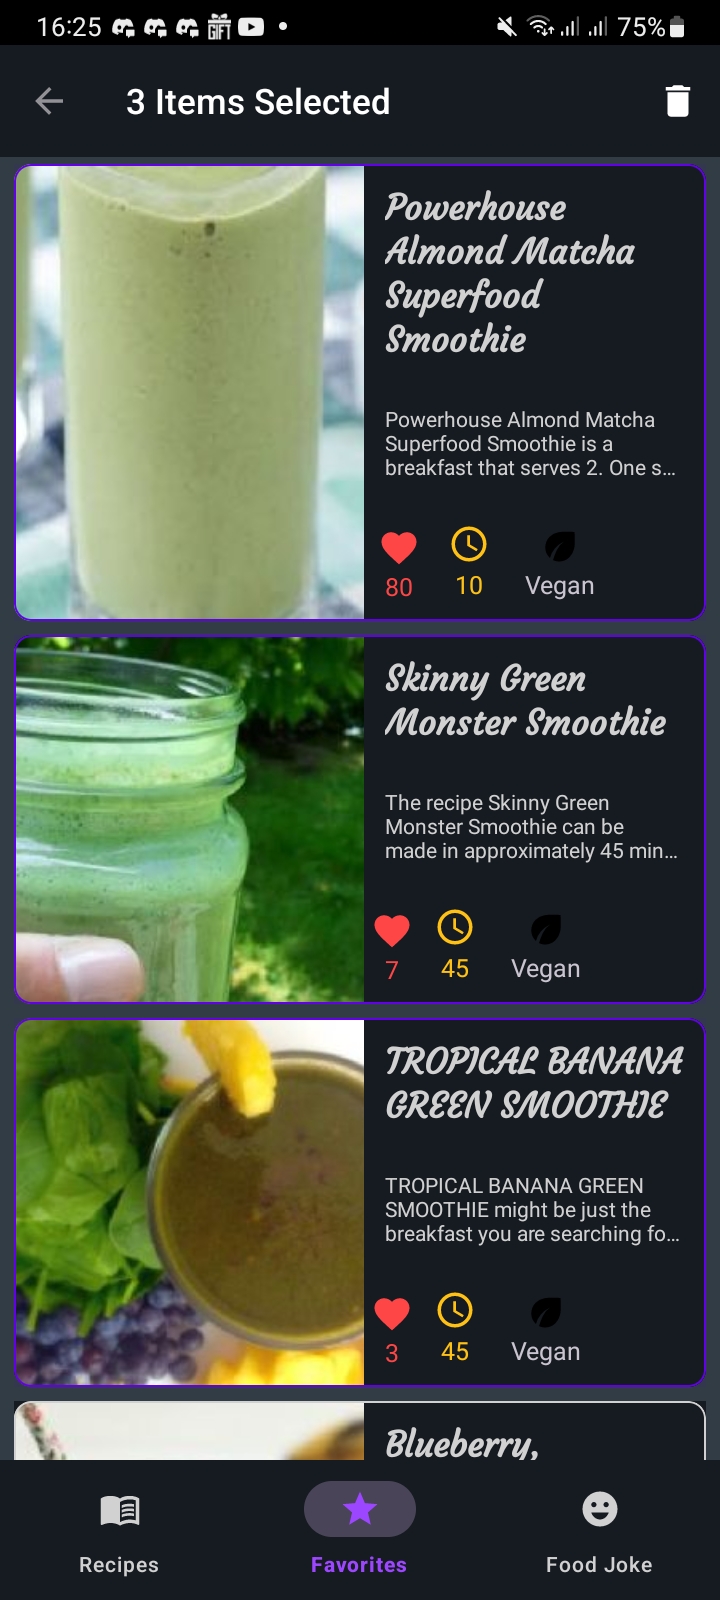 16:25 GIFT 75%
3 Items Selected
Powerhouse
Almond Matcha
Superfood
Smoothie
Powerhouse Almond Matcha
Superfood Smoothie is a
breakfast that serves 2. One s...
80 10 Vegan
Skinny Green
Monster Smoothie
The recipe Skinny Green
Monster Smoothie can be
made in approximately 45 min...
7 45 Vegan
TROPICAL BANANA
GREEN SMOOTHIE
TROPICAL BANANA GREEN
SMOOTHIE might be just the
breakfast you are searching fo...
3 45 Vegan
Blueberry,
Recipes Favorites Food Joke